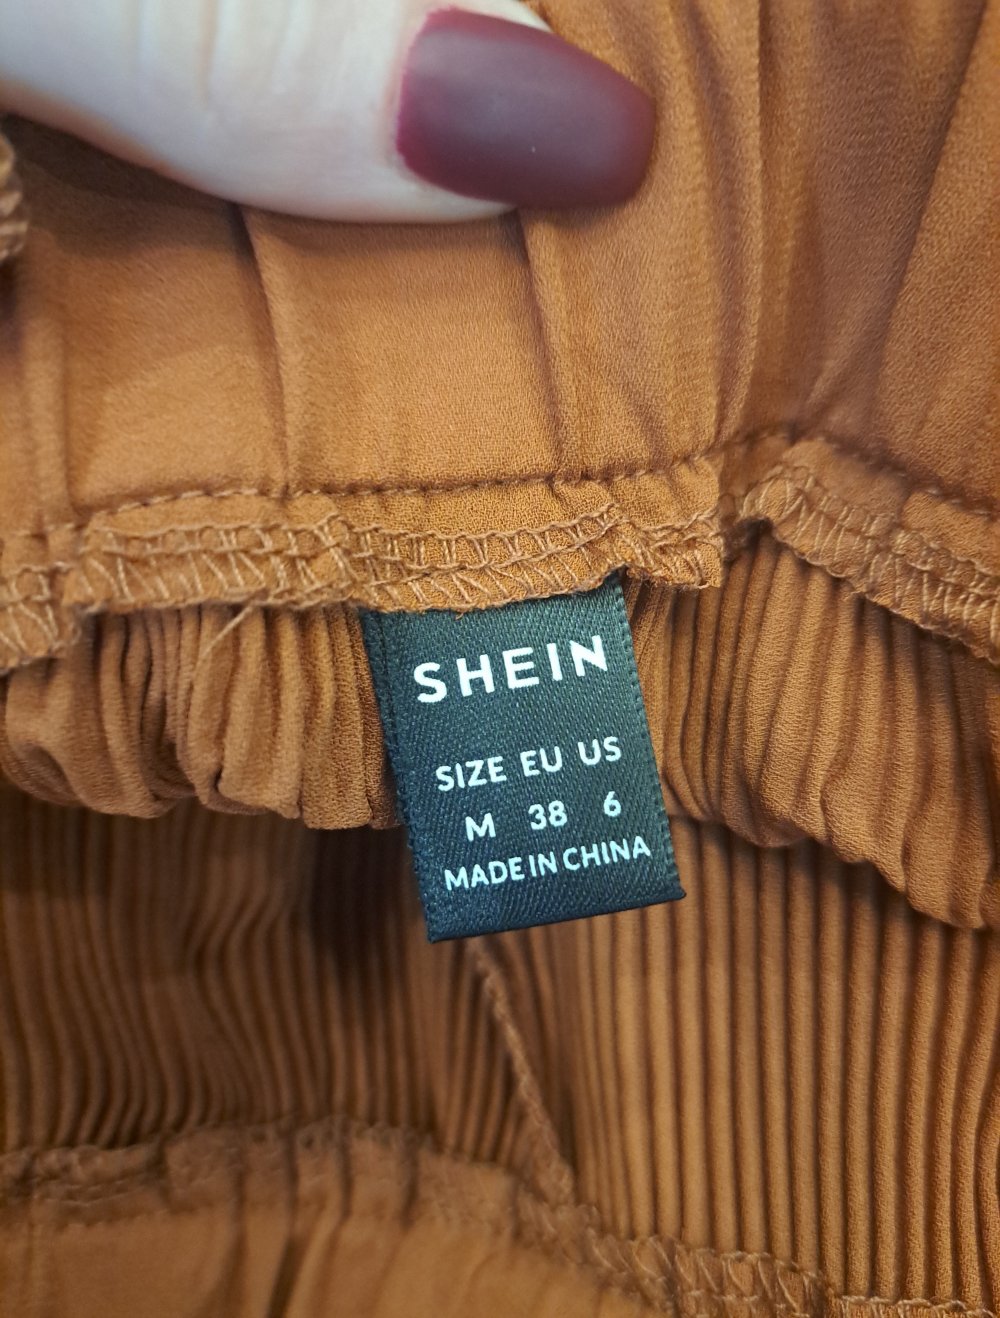 SHEIN
SIZE EU US
M 38 6
MADE IN CHINA